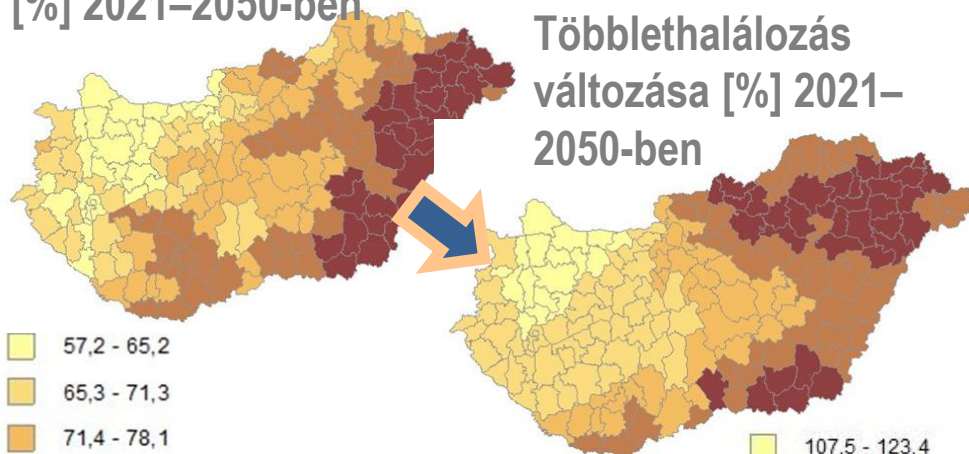 [%] 2021–2050-ben
Többlethalálozás
változása [%] 2021–
2050-ben
57,2 - 65,2
65,3 - 71,3
71,4 - 78,1
107,5 - 123,4